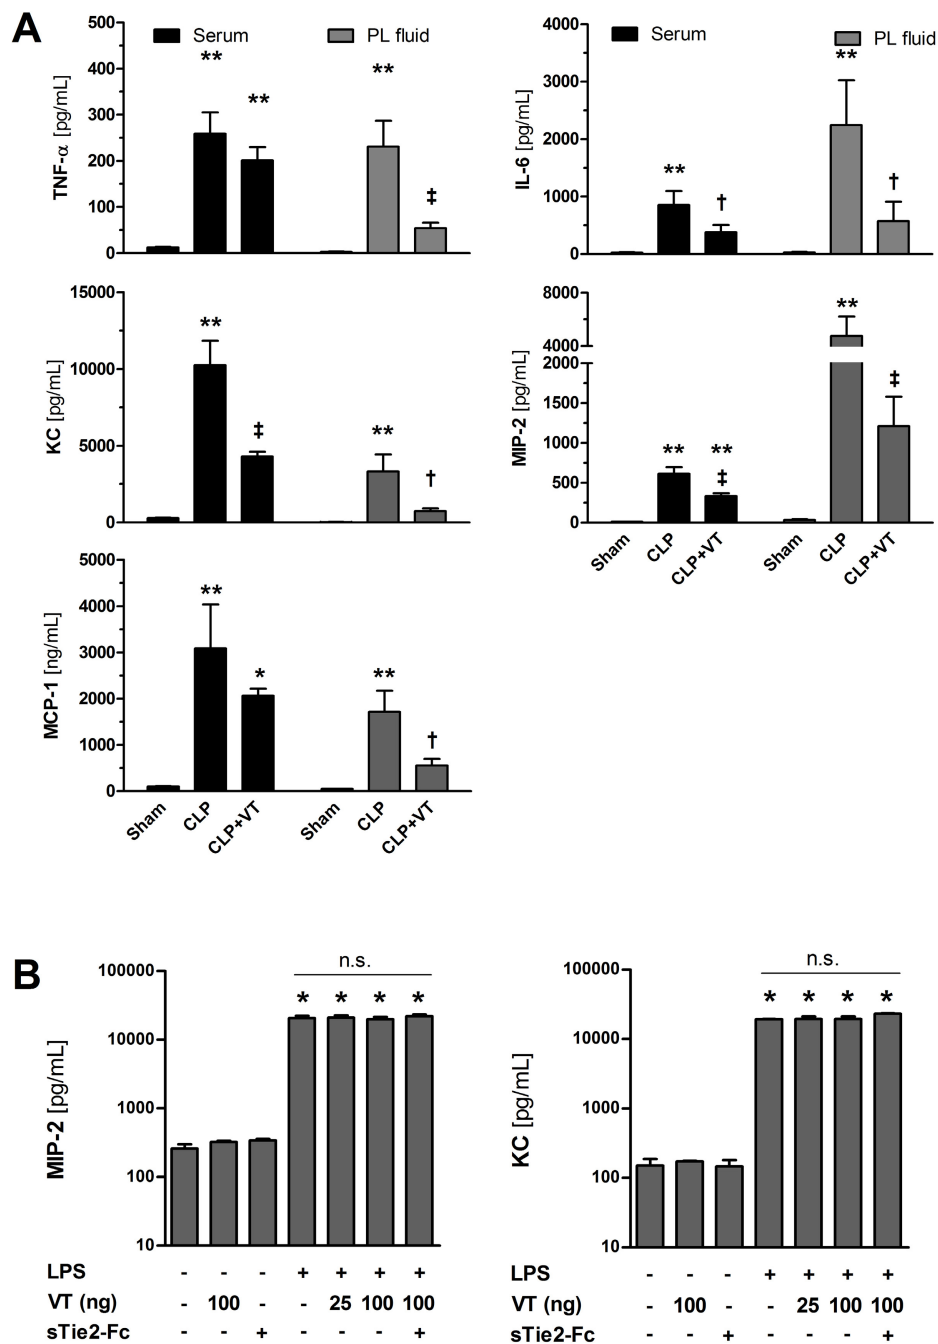 A
TNF-α [pg/mL]
500
400
300
200
100
0
Serum
PL fluid
**
**
**
‡
IL-6 [pg/mL]
4000
3000
2000
1000
0
Serum
PL fluid
**
†
**
†
KC [pg/mL]
15000
10000
5000
0
**
‡
**
†
MIP-2 [pg/mL]
8000
4000
2000
1500
1000
500
0
**
**
‡
**
‡
Sham
CLP
CLP+VT
Sham
CLP
CLP+VT
MCP-1 [ng/mL]
5000
4000
3000
2000
1000
0
**
*
**
†
Sham
CLP
CLP+VT
Sham
CLP
CLP+VT
B
MIP-2 [pg/mL]
100000
10000
1000
100
10
n.s.
* * * *
LPS - - - + + + +
VT (ng) - 100 - - 25 100 100
sTie2-Fc - - + - - - +
KC [pg/mL]
100000
10000
1000
100
10
n.s.
* * * *
LPS - - - + + + +
VT (ng) - 100 - - 25 100 100
sTie2-Fc - - + - - - +